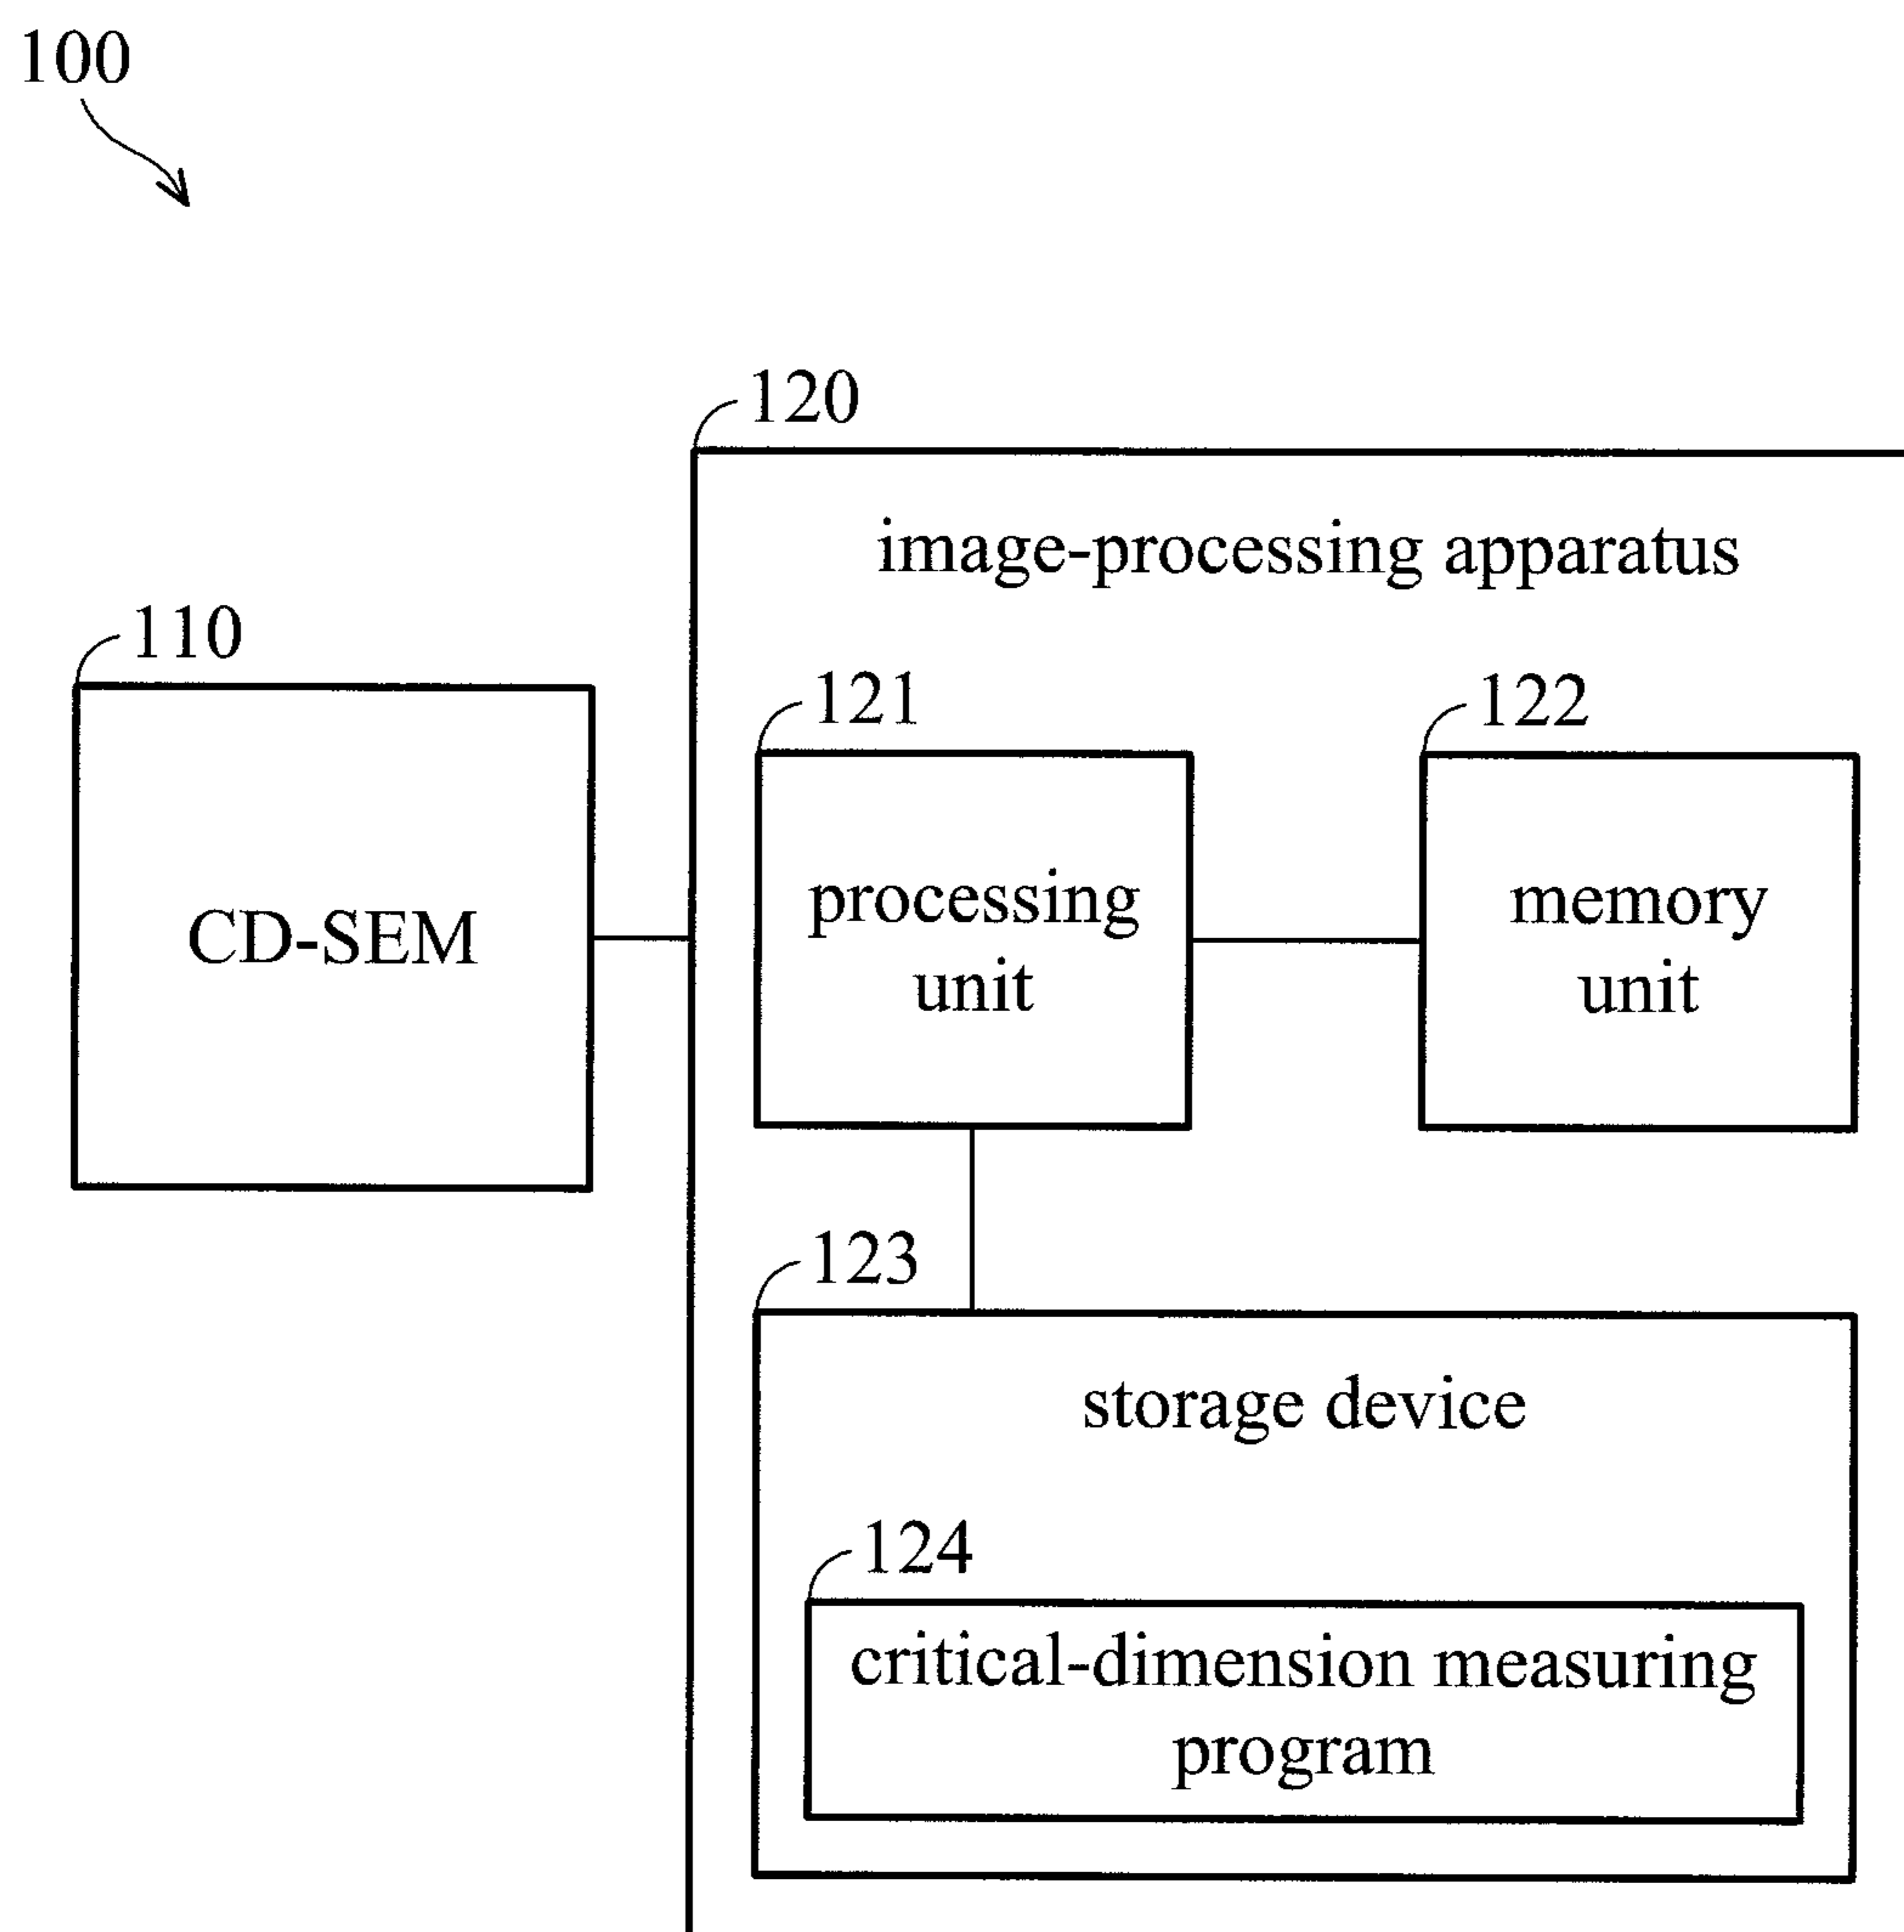 100
120
image-processing apparatus
110
121
122
CD-SEM
processing
unit
memory
unit
123
storage device
124
critical-dimension measuring
program